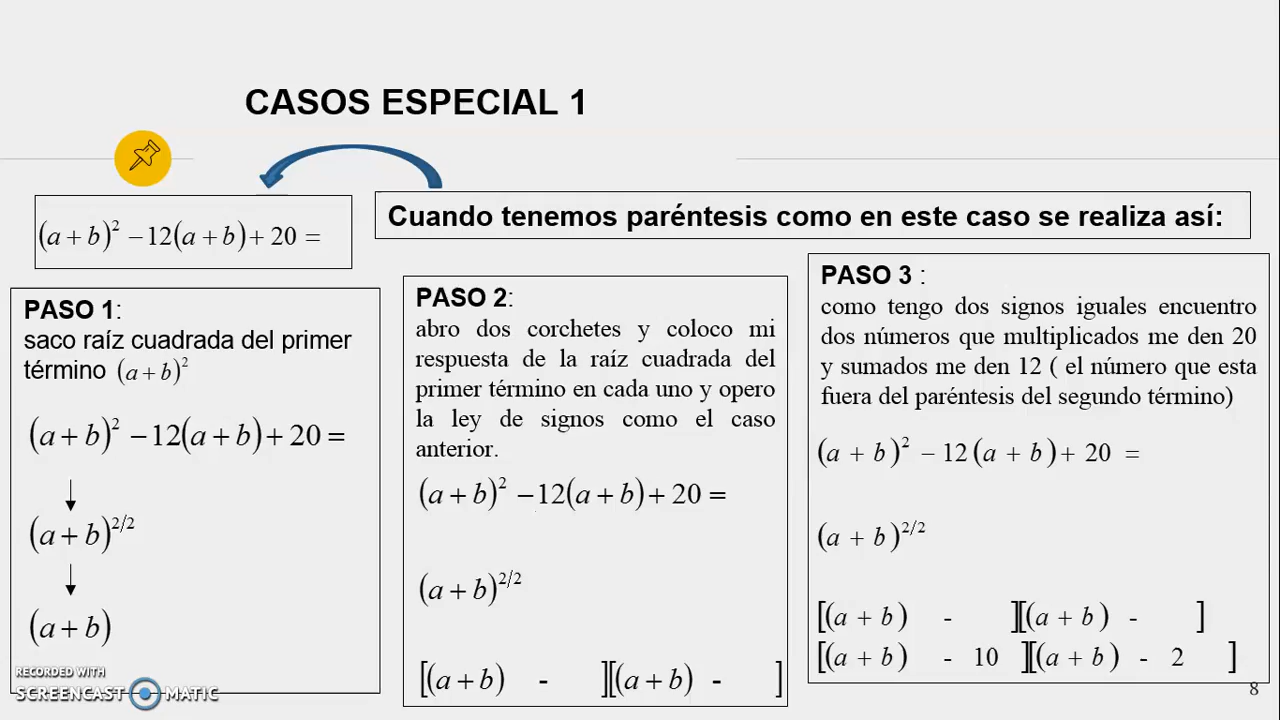 CASOS ESPECIAL 1
(a + b)² − 12(a + b) + 20 =
Cuando tenemos paréntesis como en este caso se realiza así:
PASO 1:
saco raíz cuadrada del primer
término (a + b)²
(a + b)² − 12(a + b) + 20 =
(a + b)^2/2
(a + b)
PASO 2:
abro dos corchetes y coloco mi
respuesta de la raíz cuadrada del
primer término en cada uno y opero
la ley de signos como el caso
anterior.
(a + b)² − 12(a + b) + 20 =
(a + b)^2/2
[(a + b) - ][(a + b) - ]
PASO 3 :
como tengo dos signos iguales encuentro
dos números que multiplicados me den 20
y sumados me den 12 ( el número que esta
fuera del paréntesis del segundo término)
(a + b)² − 12 (a + b) + 20 =
(a + b)^2/2
[(a + b) - ][(a + b) - ]
[(a + b) - 10 ][(a + b) - 2 ]
RECORDED WITH
SCREENCAST MATIC
8